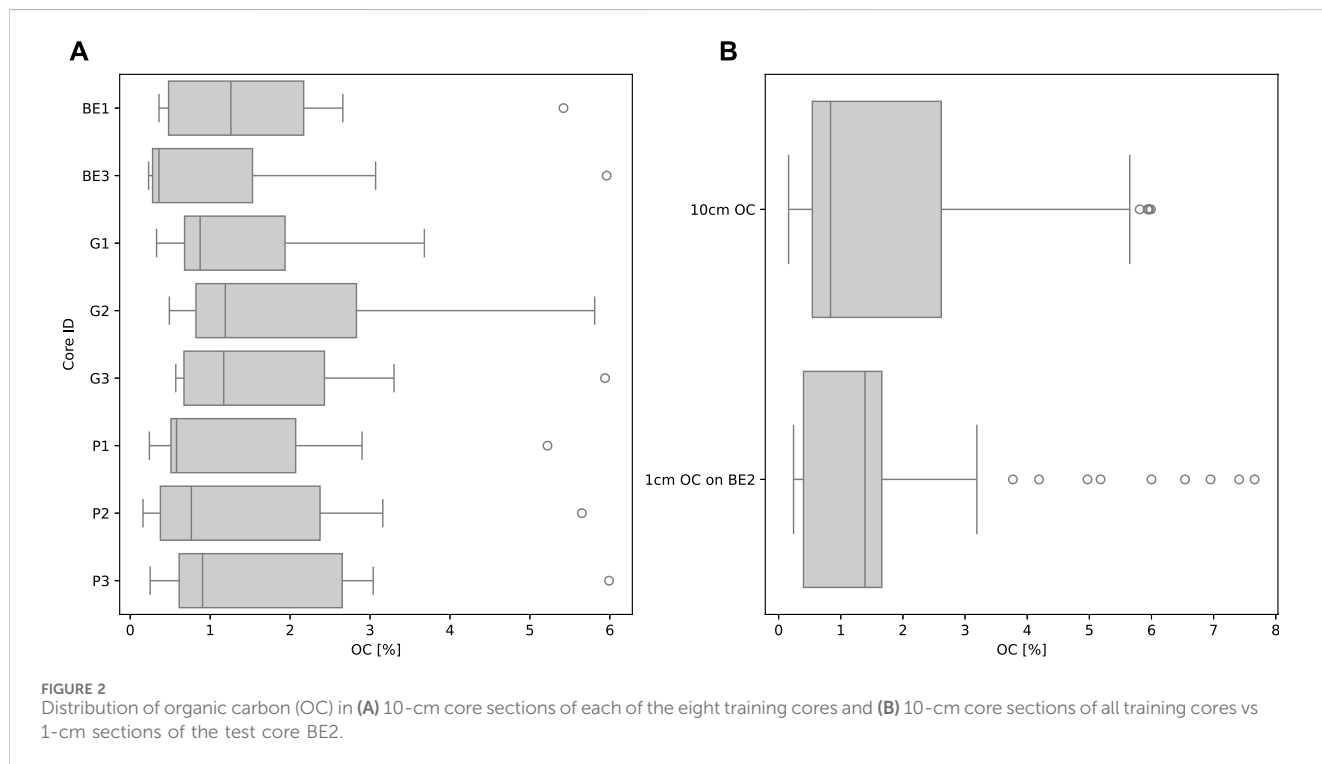 A
B
BE1
BE3
G1
G2
G3
P1
P2
P3
Core ID
0 1 2 3 4 5 6
OC [%]
10cm OC
1cm OC on BE2
0 1 2 3 4 5 6 7 8
OC [%]
FIGURE 2
Distribution of organic carbon (OC) in (A) 10-cm core sections of each of the eight training cores and (B) 10-cm core sections of all training cores vs
1-cm sections of the test core BE2.